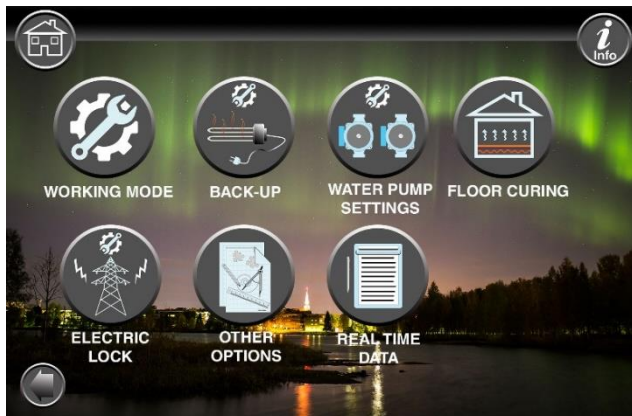 i
Info
WORKING MODE
BACK-UP
WATER PUMP
SETTINGS
FLOOR CURING
ELECTRIC
LOCK
OTHER
OPTIONS
REAL TIME
DATA